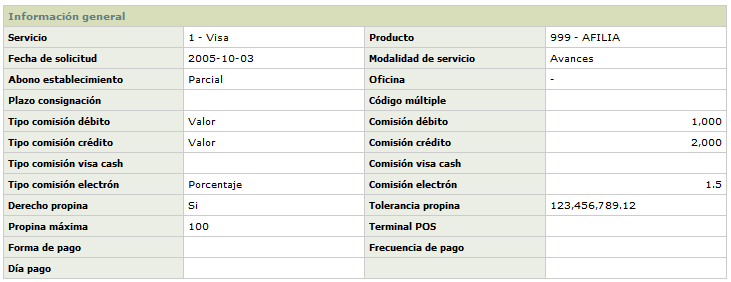 Información general
Servicio 1 - Visa Producto 999 - AFILIA
Fecha de solicitud 2005-10-03 Modalidad de servicio Avances
Abono establecimiento Parcial Oficina -
Plazo consignación Código múltiple
Tipo comisión débito Valor Comisión débito 1,000
Tipo comisión crédito Valor Comisión crédito 2,000
Tipo comisión visa cash Comisión visa cash
Tipo comisión electrón Porcentaje Comisión electrón 1.5
Derecho propina Si Tolerancia propina 123,456,789.12
Propina máxima 100 Terminal POS
Forma de pago Frecuencia de pago
Día pago